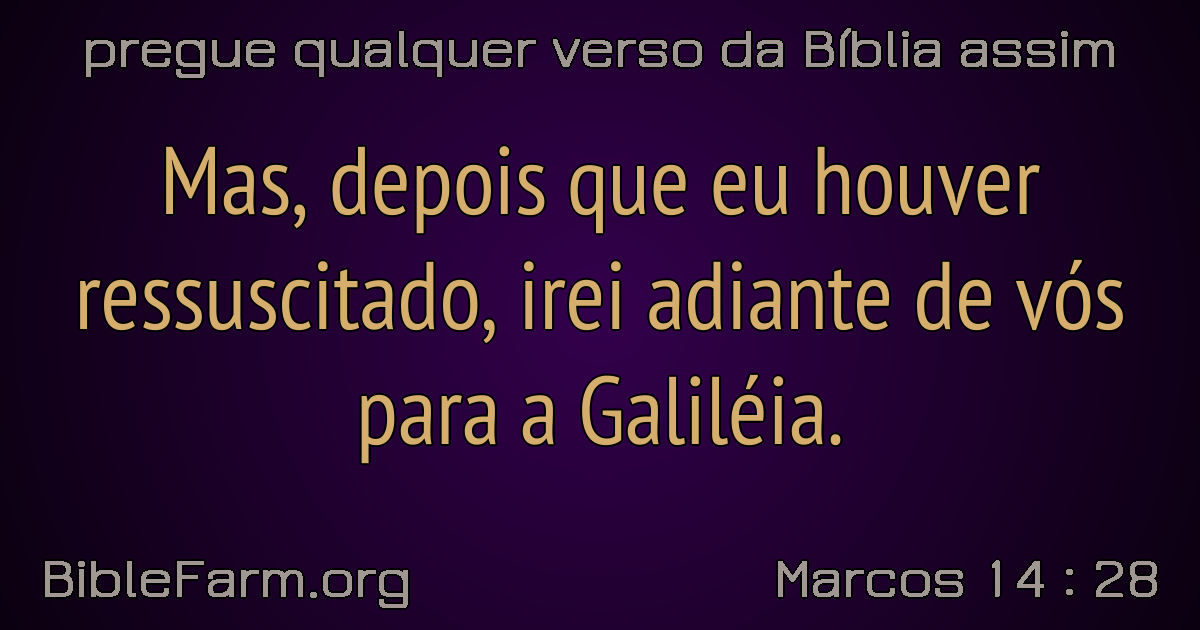 pregue qualquer verso da Bíblia assim
Mas, depois que eu houver
ressuscitado, irei adiante de vós
para a Galiléia.
BibleFarm.org
Marcos 14 : 28